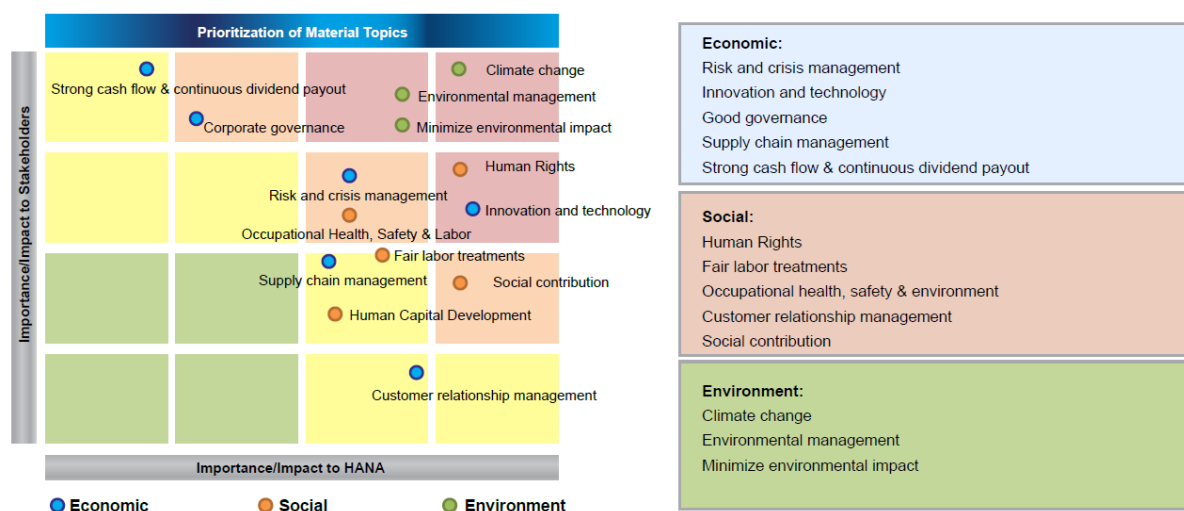 Prioritization of Material Topics
Importance/Impact to Stakeholders
Climate change
Strong cash flow & continuous dividend payout
Environmental management
Corporate governance
Minimize environmental impact
Human Rights
Risk and crisis management
Innovation and technology
Occupational Health, Safety & Labor
Fair labor treatments
Supply chain management
Social contribution
Human Capital Development
Customer relationship management
Importance/Impact to HANA
Economic
Social
Environment
Economic:
Risk and crisis management
Innovation and technology
Good governance
Supply chain management
Strong cash flow & continuous dividend payout
Social:
Human Rights
Fair labor treatments
Occupational health, safety & environment
Customer relationship management
Social contribution
Environment:
Climate change
Environmental management
Minimize environmental impact